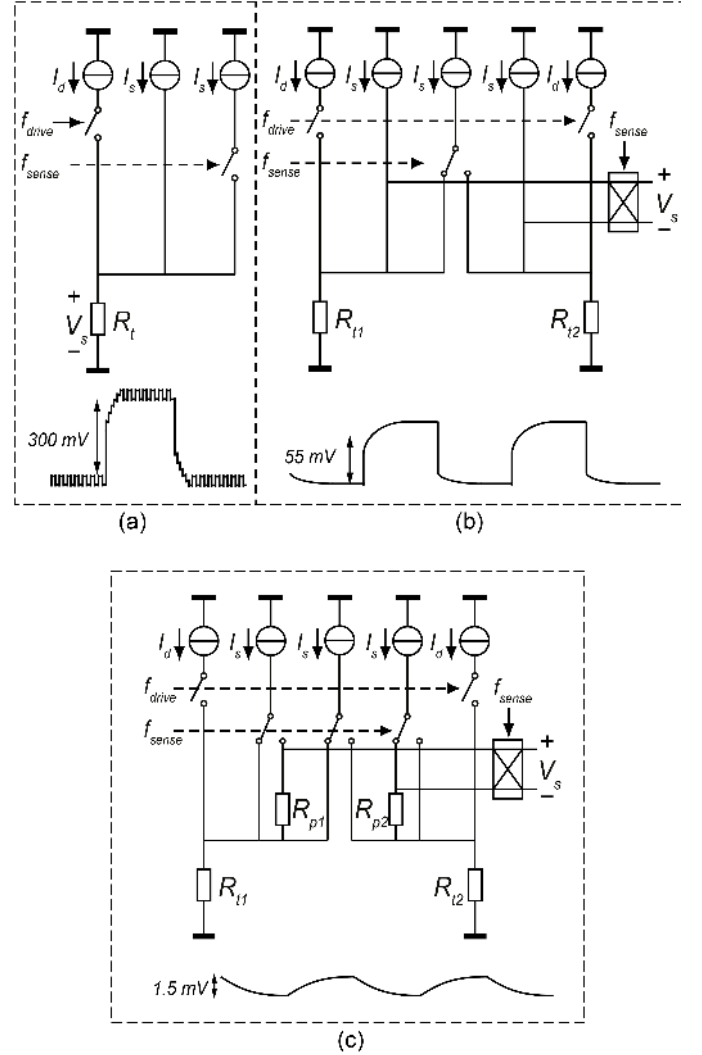 I_d I_s I_s
f_drive
f_sense
+
V_s R_t
−
300 mV
(a)
I_d I_s I_s I_s I_d
f_drive
f_sense
f_sense
+
V_s
−
R_t1 R_t2
55 mV
(b)
I_d I_s I_s I_s I_d
f_drive f_sense
f_sense
+
V_s
−
R_p1 R_p2
R_t1 R_t2
1.5 mV
(c)